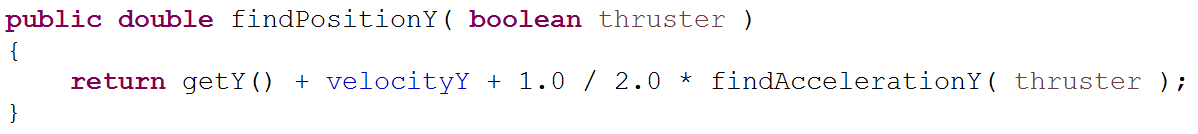 public double findPositionY( boolean thruster )
{
    return getY() + velocityY + 1.0 / 2.0 * findAccelerationY( thruster );
}